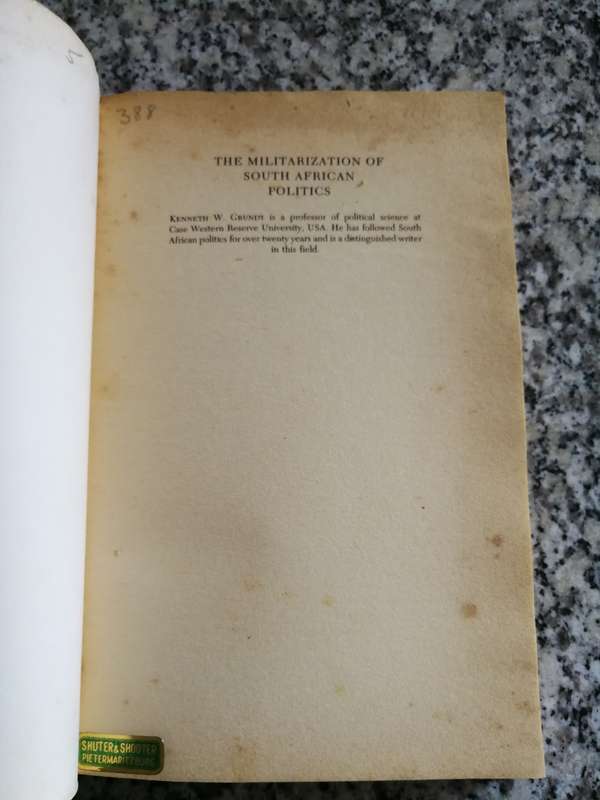 5
388
THE MILITARIZATION OF
SOUTH AFRICAN
POLITICS
KENNETH W. GRUNDY is a professor of political science at
Case Western Reserve University, USA. He has followed South
African politics for over twenty years and is a distinguished writer
in this field.
SHUTER & SHOOTER
PIETERMARITZBURG